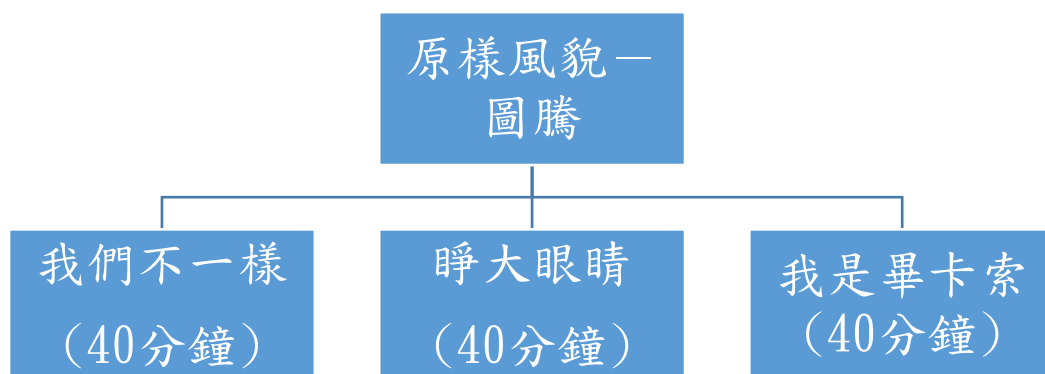 原樣風貌—
圖騰
我們不一樣
（40分鐘）
睜大眼睛
（40分鐘）
我是畢卡索
（40分鐘）